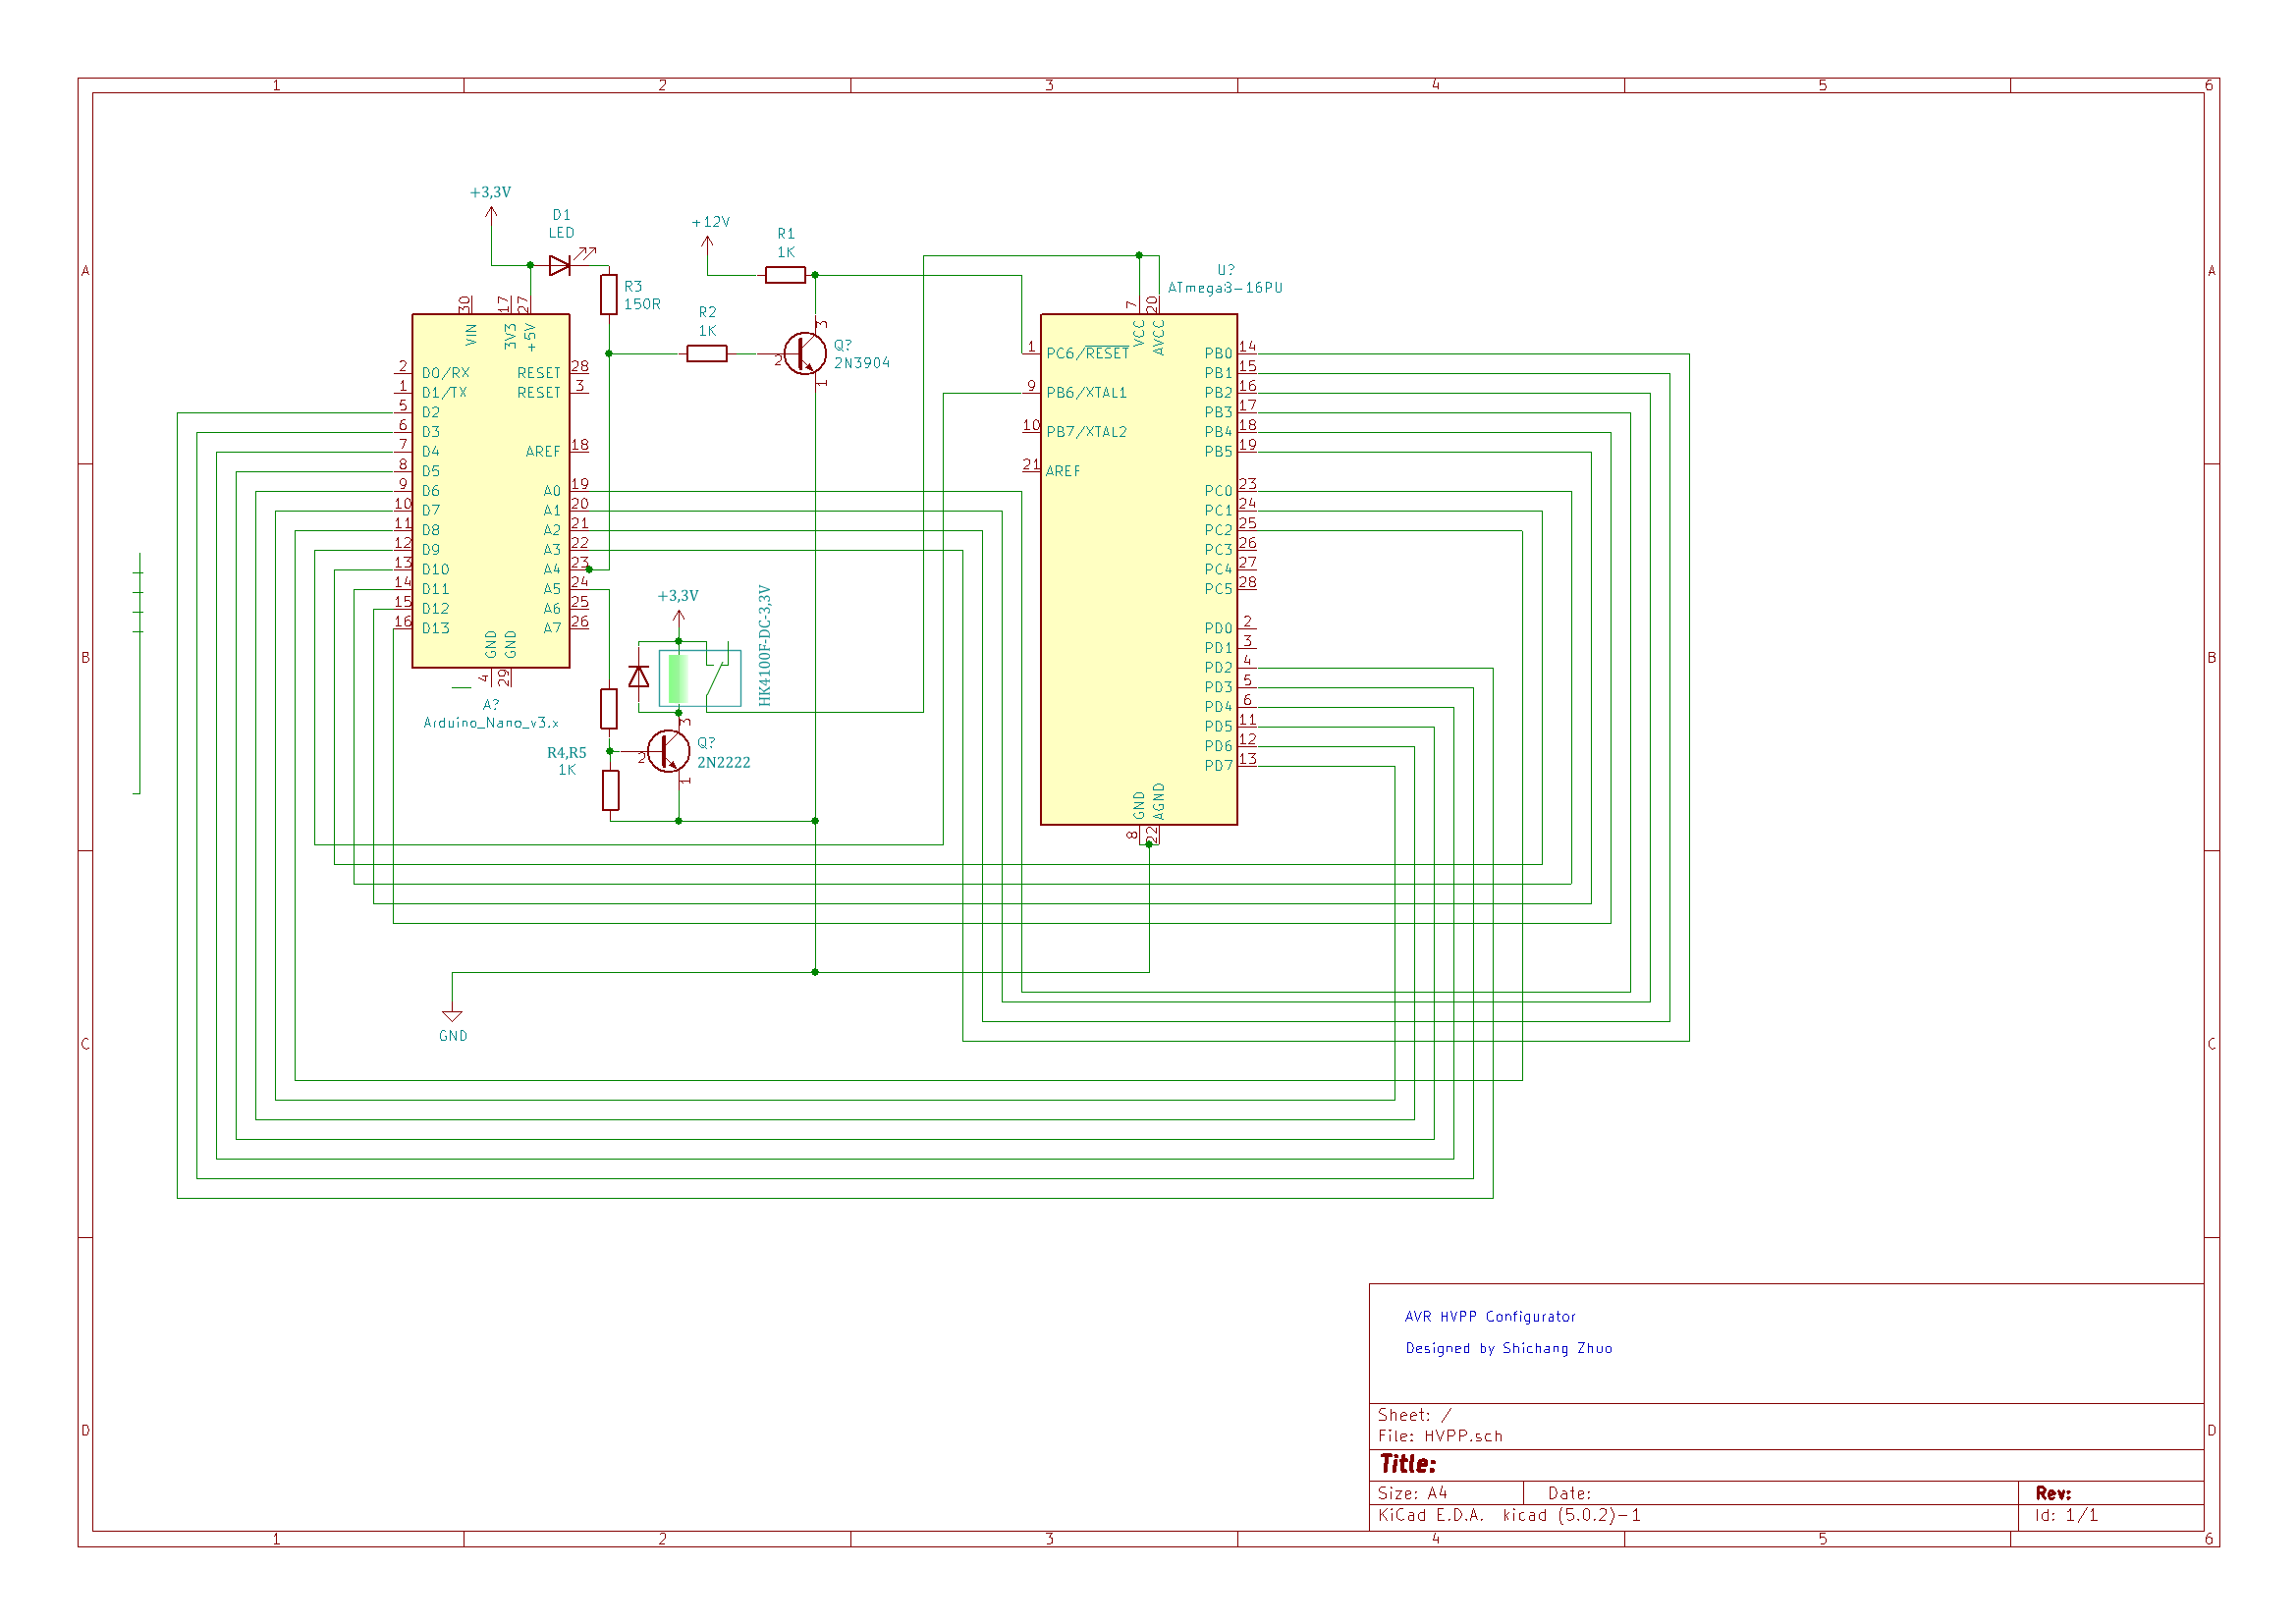 1 2 3 4 5 6
A A
B B
C C
D D
+3,3V
D1
LED
+12V
R1
1K
R3
150R
R2
1K
3
2
1
Q?
2N3904
30 17 27
VIN 3V3 +5V
2 D0/RX RESET 28
1 D1/TX RESET 3
5 D2
6 D3
7 D4 AREF 18
8 D5
9 D6 A0 19
10 D7 A1 20
11 D8 A2 21
12 D9 A3 22
13 D10 A4 23
14 D11 A5 24
15 D12 A6 25
16 D13 A7 26
GND GND
4 29
A?
Arduino_Nano_v3.x
+3,3V
HK4100F-DC-3,3V
3
2
1
Q?
2N2222
R4,R5
1K
U?
ATmega8-16PU
7 20
VCC AVCC
1 PC6/RESET PB0 14
PB1 15
9 PB6/XTAL1 PB2 16
PB3 17
10 PB7/XTAL2 PB4 18
PB5 19
21 AREF
PC0 23
PC1 24
PC2 25
PC3 26
PC4 27
PC5 28
PD0 2
PD1 3
PD2 4
PD3 5
PD4 6
PD5 11
PD6 12
PD7 13
GND AGND
8 22
GND
AVR HVPP Configurator
Designed by Shichang Zhuo
Sheet: /
File: HVPP.sch
Title:
Size: A4 Date: Rev:
KiCad E.D.A. kicad (5.0.2)-1 Id: 1/1
1 2 3 4 5 6